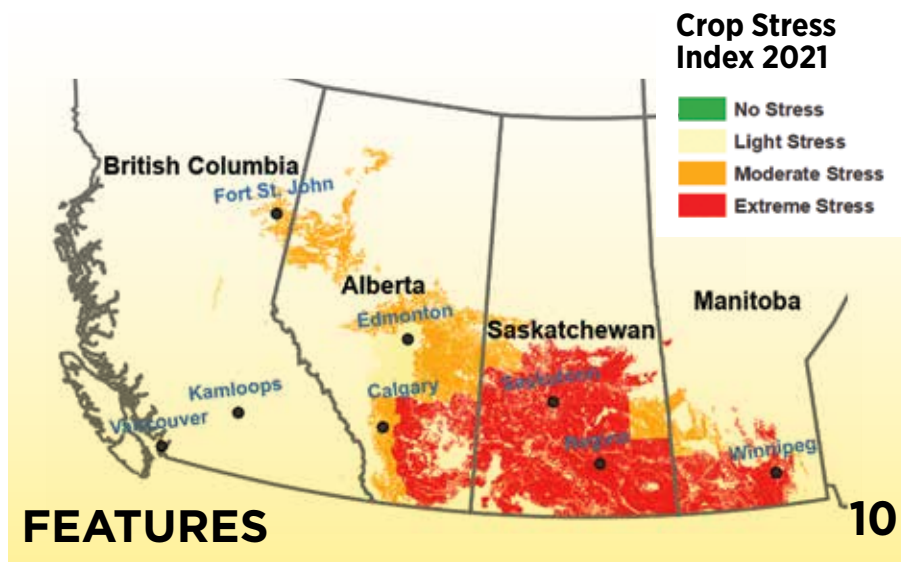 Crop Stress
Index 2021
No Stress
Light Stress
Moderate Stress
Extreme Stress
British Columbia
Fort St. John
Alberta
Edmonton
Manitoba
Saskatchewan
Saskatoon
Calgary
Kamloops
Vancouver
Regina
Winnipeg
FEATURES
10